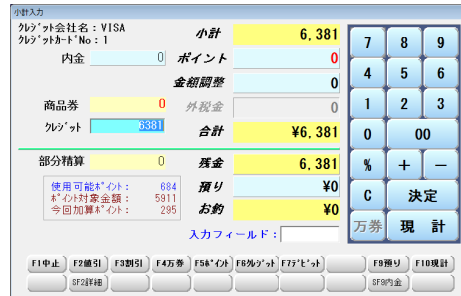 小計入力
ｸﾚｼﾞｯﾄ会社名：VISA
ｸﾚｼﾞｯﾄｶｰﾄﾞNo：1
小計 6,381
内金 0 ポイント 0
金額調整 0
商品券 0 外税金 0
ｸﾚｼﾞｯﾄ 6381 合計 ¥6,381
部分精算 0 残金 6,381
使用可能ﾎﾟｲﾝﾄ： 684
ﾎﾟｲﾝﾄ対象金額： 5911
今回加算ﾎﾟｲﾝﾄ： 295
預り ¥0
お釣 ¥0
入力フィールド：
7 8 9
4 5 6
1 2 3
0 00
% + －
C 決定
万券 現 計
F1中止 F2値引 F3割引 F4万券 F5ﾎﾟｲﾝﾄ F6ｸﾚｼﾞｯﾄ F7ﾃﾞﾋﾞｯﾄ F9預り F10現計
SF2詳細 SF9内金